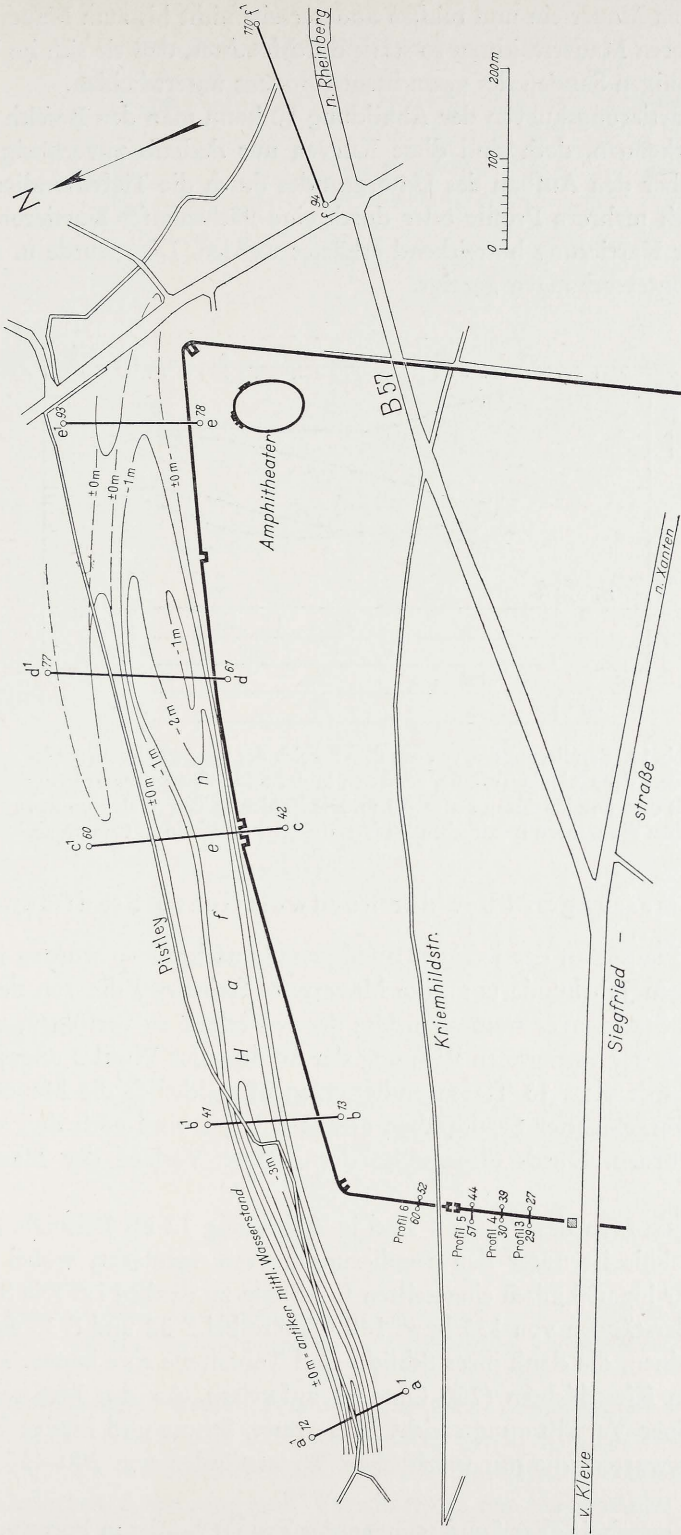 N
n. Rheinberg
0 100 200m
110 f¹
94
f
e¹ 93
78
e
±0m
±0m
-1m
±0m
Amphitheater
B 57
d¹ 77
67
d
-1m
-2m
±0m
-1m
c¹ 60
42
c
Pistley
Hafen
b¹ 41
13
b
-3m
±0m = antiker mittl. Wasserstand
a¹ 12
1
a
Kriemhildstr.
Profil 6
60 52
Profil 5
57 44
Profil 4
30 39
Profil 3
29 27
v. Kleve
Siegfried -
straße
n. Xanten